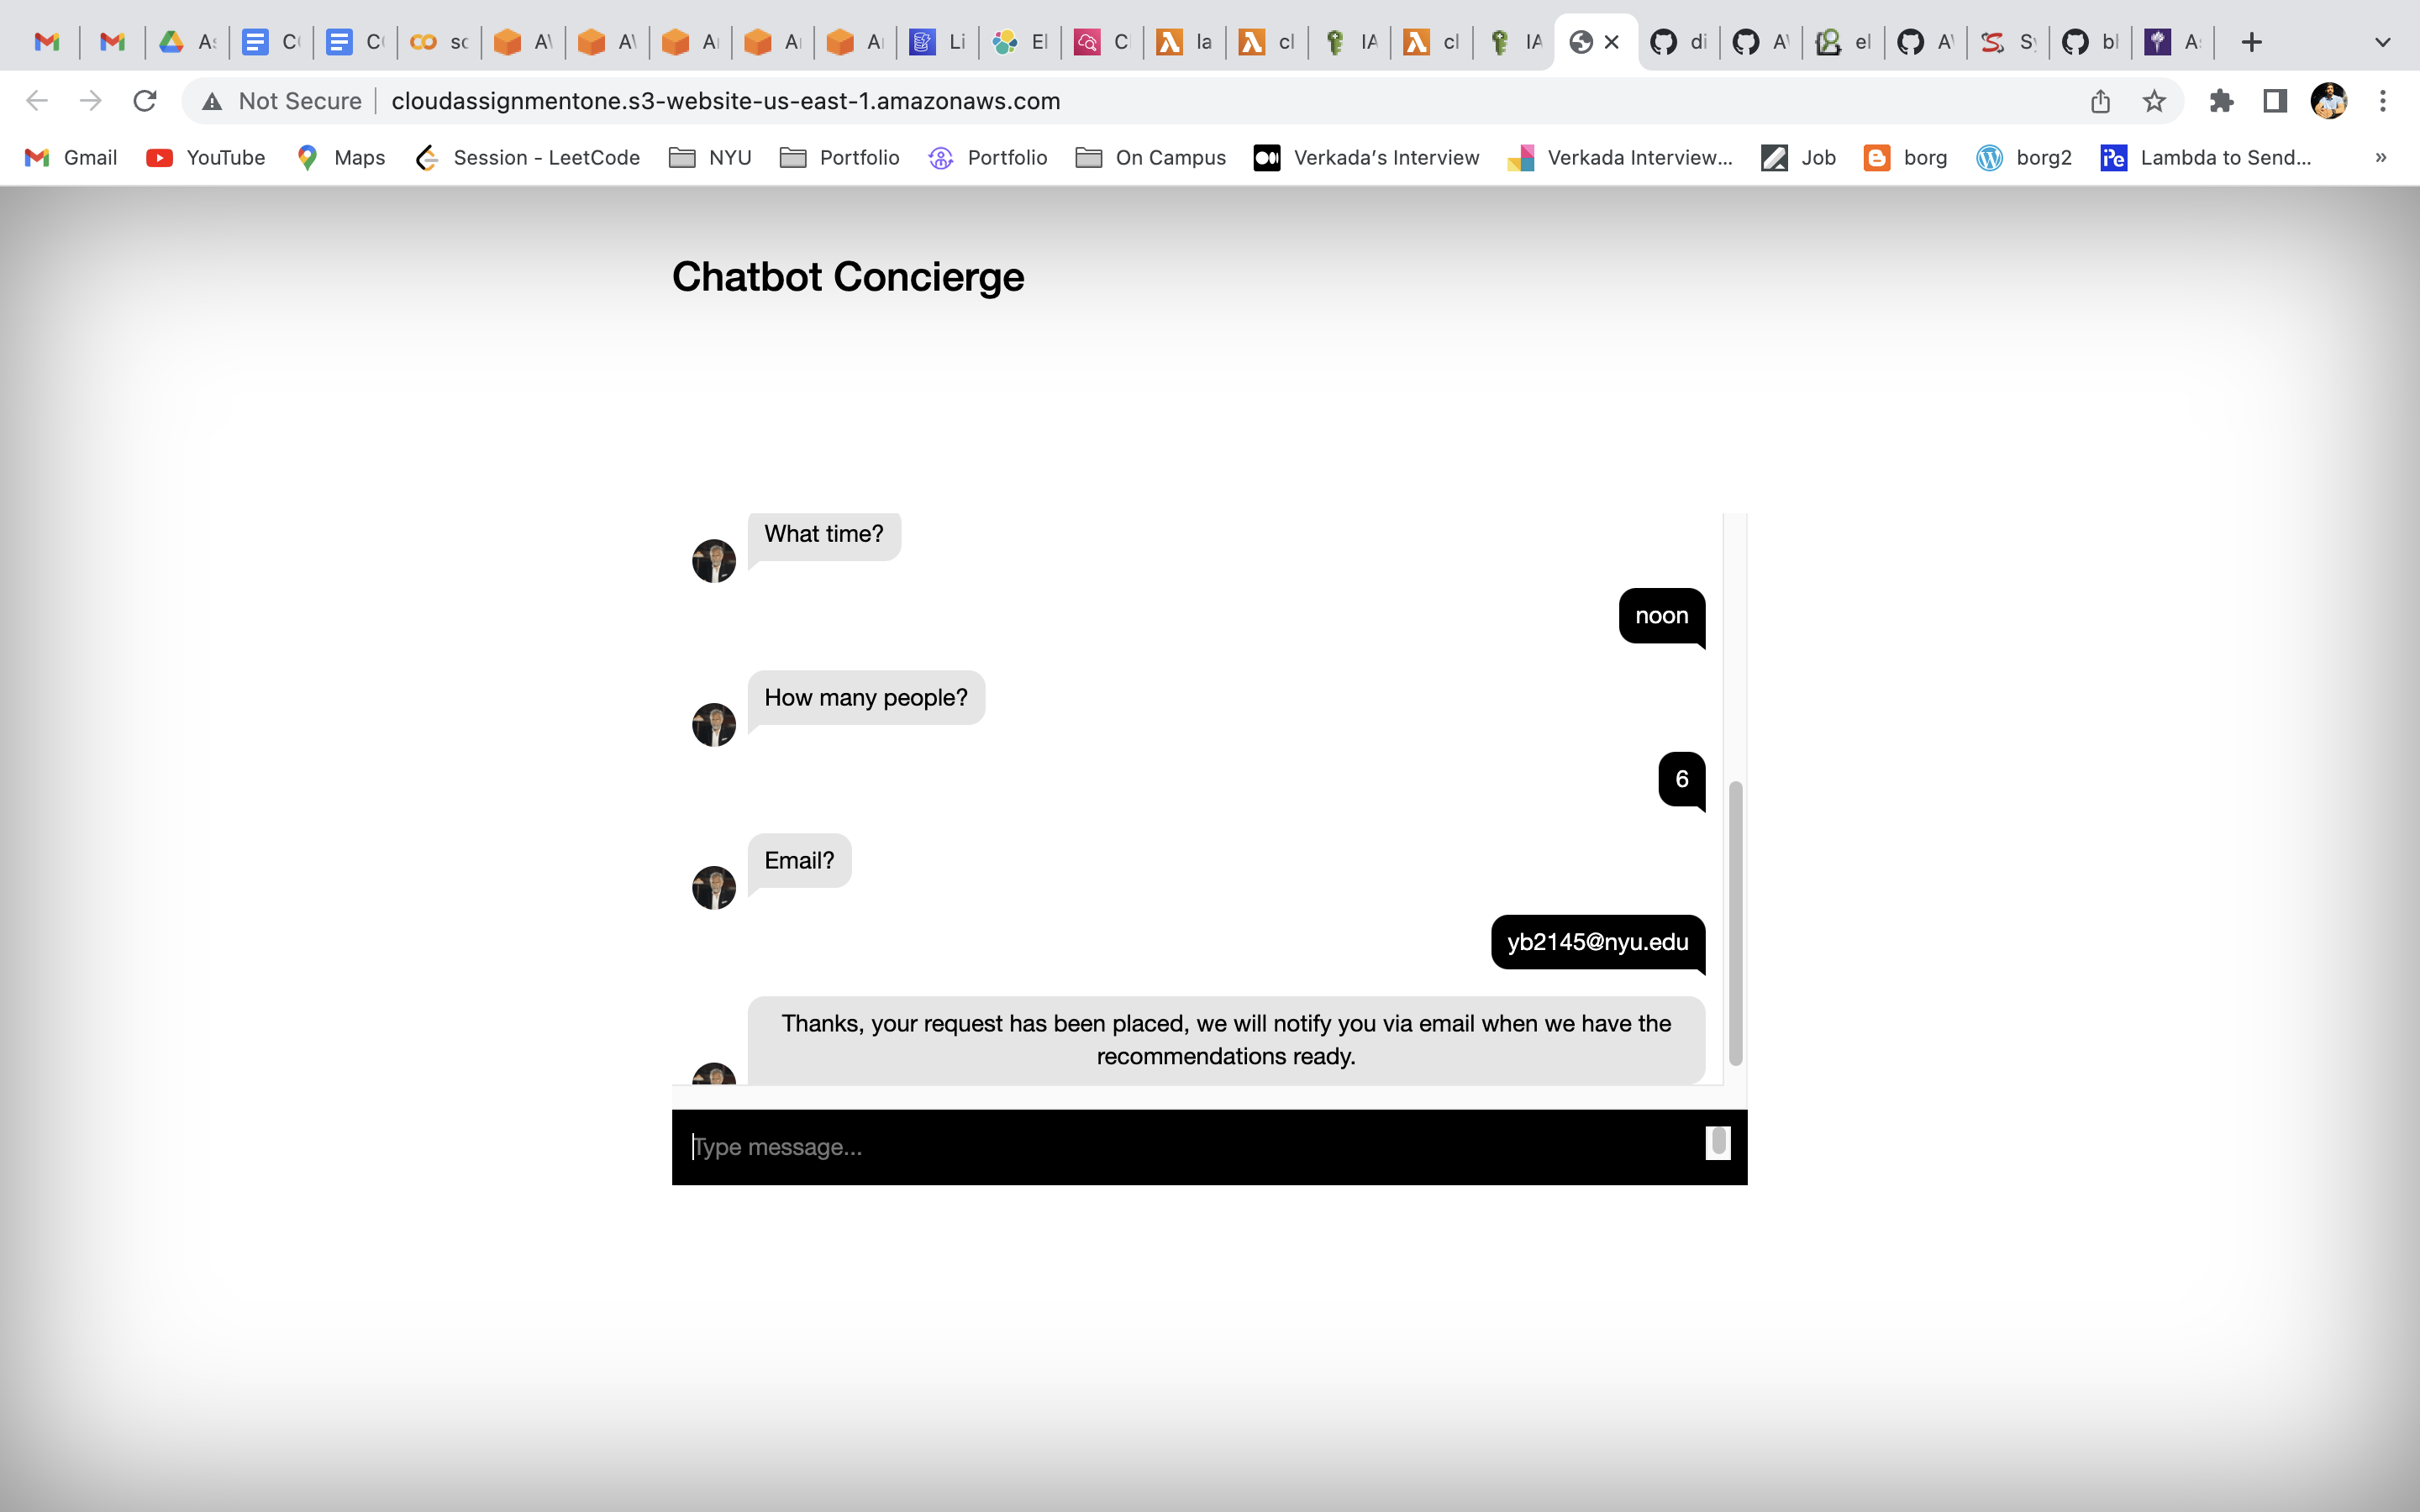 A
C
C
sc
A
A
A
A
A
Li
El
C
la
cl
IA
cl
IA
di
A
el
A
S
bl
A
Not Secure
cloudassignmentone.s3-website-us-east-1.amazonaws.com
Gmail
YouTube
Maps
Session - LeetCode
NYU
Portfolio
Portfolio
On Campus
Verkada's Interview
Verkada Interview...
Job
borg
borg2
Lambda to Send...
»
Chatbot Concierge
What time?
noon
How many people?
6
Email?
yb2145@nyu.edu
Thanks, your request has been placed, we will notify you via email when we have the
recommendations ready.
Type message...